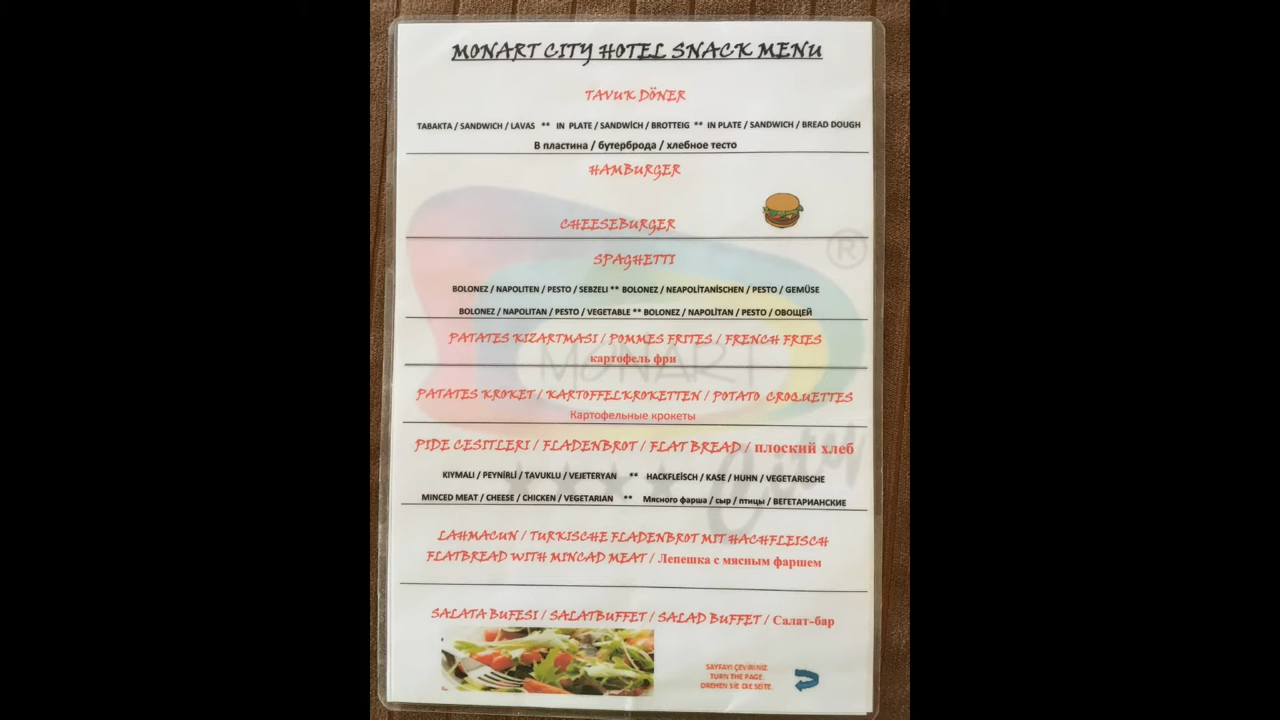 MONART CITY HOTEL SNACK MENU
TAVUK DÖNER
TABAKTA / SANDWICH / LAVAS ** IN PLATE / SANDWİCH / BROTTEIG ** IN PLATE / SANDWICH / BREAD DOUGH
В пластина / бутерброда / хлебное тесто
HAMBURGER
CHEESEBURGER
®
SPAGHETTI
BOLONEZ / NAPOLITEN / PESTO / SEBZELI ** BOLONEZ / NEAPOLİTANİSCHEN / PESTO / GEMÜSE
BOLONEZ / NAPOLITAN / PESTO / VEGETABLE ** BOLONEZ / NAPOLİTAN / PESTO / ОВОЩЕЙ
PATATES KIZARTMASI / POMMES FRITES / FRENCH FRIES
картофель фри
MONART
PATATES KROKET / KARTOFFELKROKETTEN / POTATO CROQUETTES
Картофельные крокеты
PIDE CESITLERI / FLADENBROT / FLAT BREAD / плоский хлеб
City
KIYMALI / PEYNİRLİ / TAVUKLU / VEJETERYAN ** HACKFLEİSCH / KASE / HUHN / VEGETARISCHE
MINCED MEAT / CHEESE / CHICKEN / VEGETARIAN ** Мясного фарша / сыр / птицы / ВЕГЕТАРИАНСКИЕ
LAHMACUN / TURKISCHE FLADENBROT MIT HACHFLEISCH
FLATBREAD WITH MINCAD MEAT / Лепешка с мясным фаршем
SALATA BUFESI / SALATBUFFET / SALAD BUFFET / Салат-бар
SAYFAYI ÇEVİRİNİZ
TURN THE PAGE.
DREHEN SIE DIE SEITE.